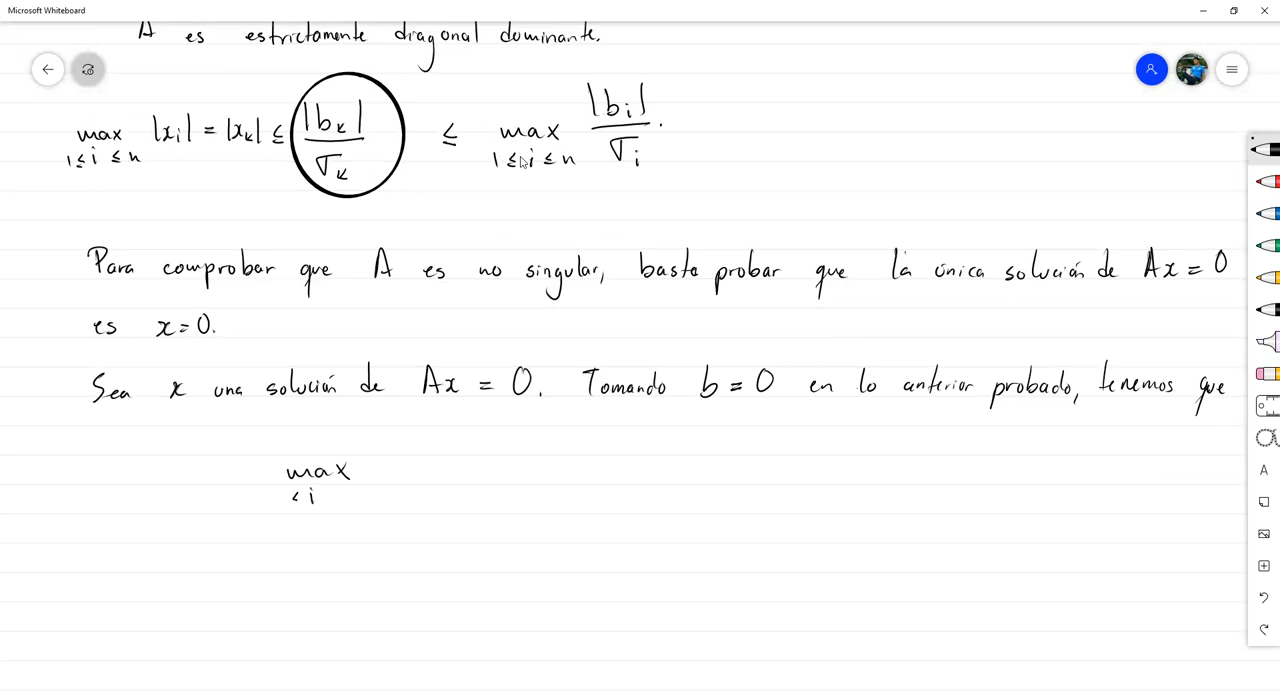 Microsoft Whiteboard
A es estrictamente diagonal dominante.
max |xi| = |xk| ≤ |bk| / σk ≤ max |bi| / σi.
1≤i≤n 1≤i≤n
Para comprobar que A es no singular, basta probar que la única solución de Ax = 0
es x=0.
Sea x una solución de Ax = 0. Tomando b = 0 en lo anterior probado, tenemos que
max
≤ i
A